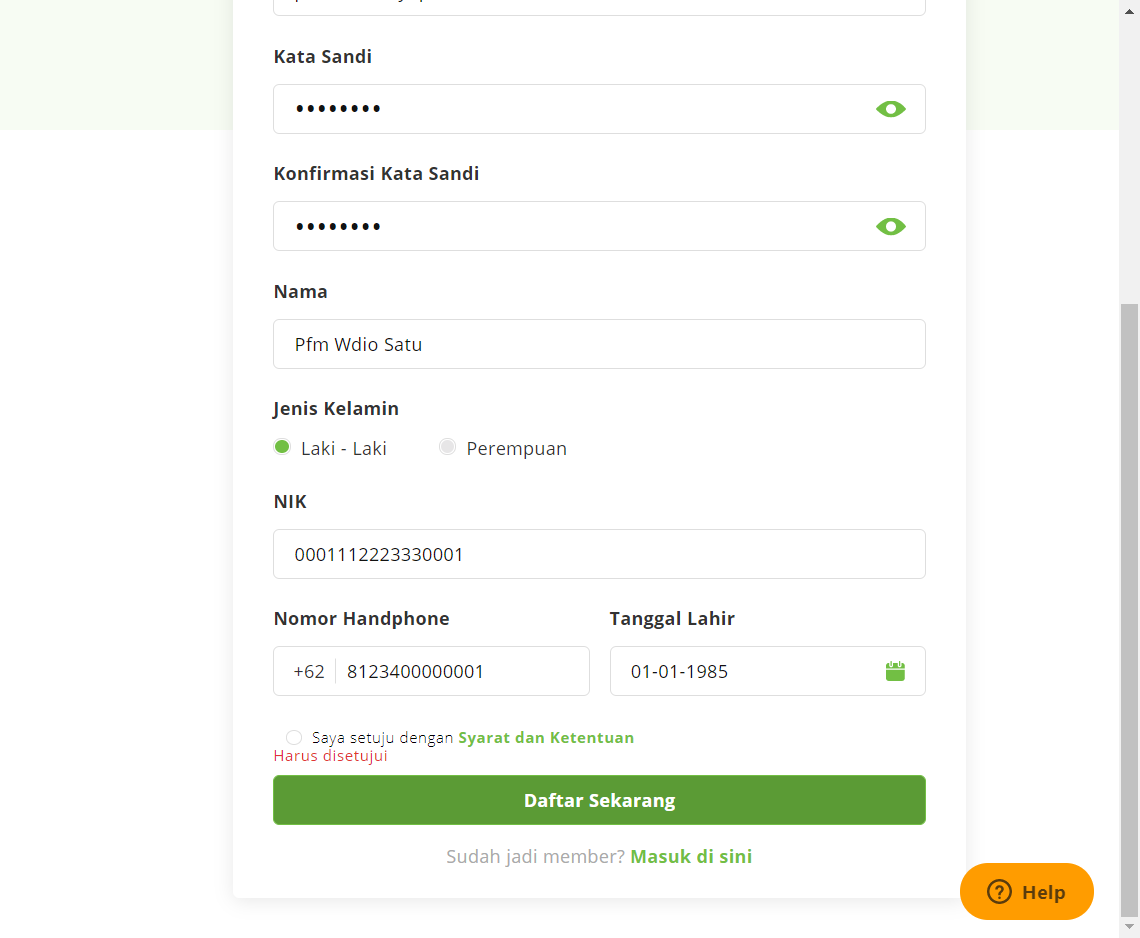 Kata Sandi
••••••••
Konfirmasi Kata Sandi
••••••••
Nama
Pfm Wdio Satu
Jenis Kelamin
Laki - Laki Perempuan
NIK
0001112223330001
Nomor Handphone Tanggal Lahir
+62 8123400000001 01-01-1985
Saya setuju dengan Syarat dan Ketentuan
Harus disetujui
Daftar Sekarang
Sudah jadi member? Masuk di sini
Help